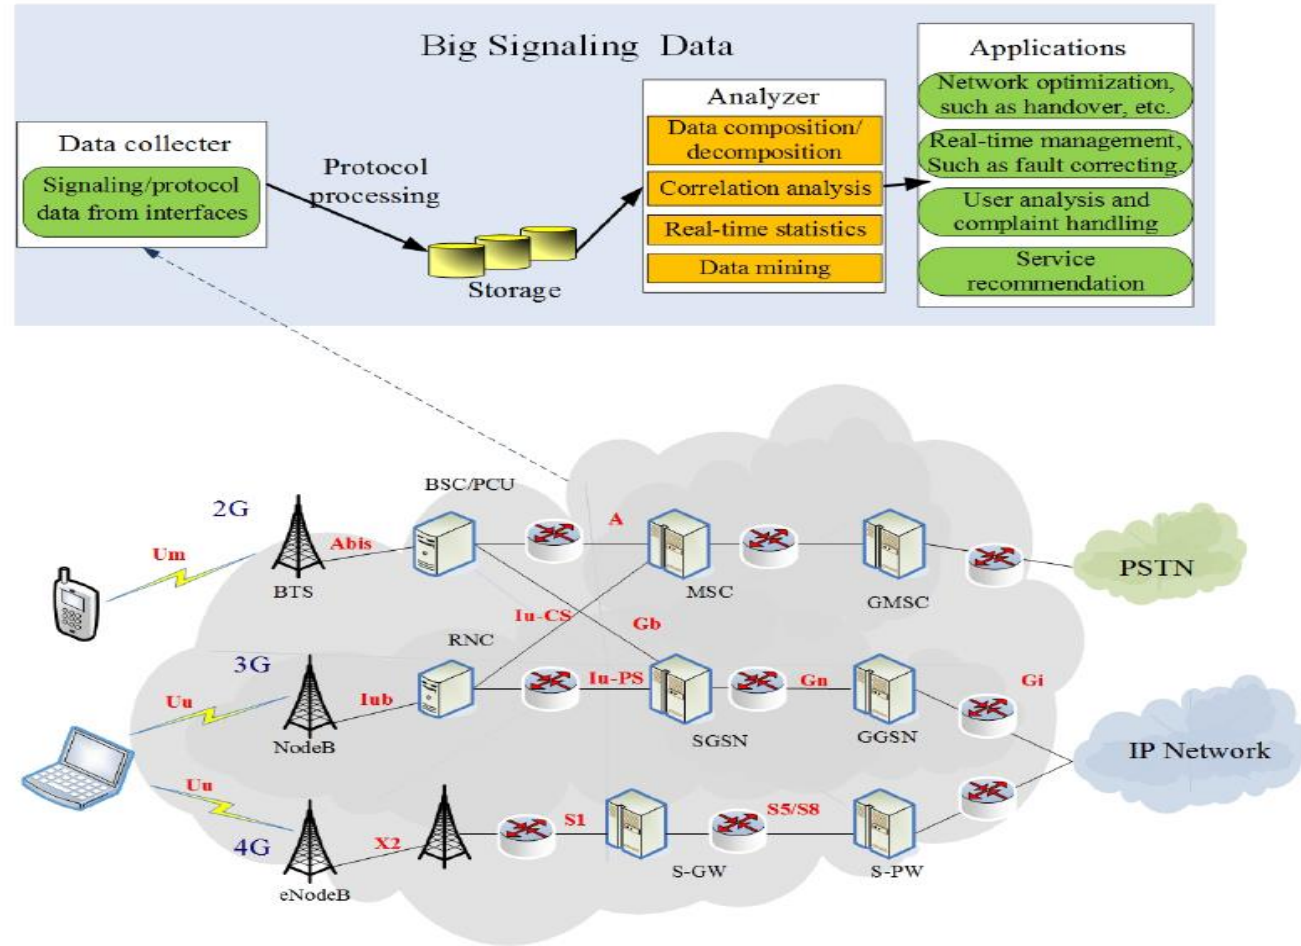 Big Signaling Data
Data collecter
Signaling/protocol
data from interfaces
Protocol
processing
Storage
Analyzer
Data composition/
decomposition
Correlation analysis
Real-time statistics
Data mining
Applications
Network optimization,
such as handover, etc.
Real-time management,
Such as fault correcting.
User analysis and
complaint handling
Service
recommendation
BSC/PCU
2G
A
Um
Abis
BTS
MSC
GMSC
PSTN
Iu-CS
Gb
RNC
3G
Iu-PS
Gn
Gi
Uu
Iub
NodeB
SGSN
GGSN
IP Network
Uu
S1
S5/S8
4G
X2
eNodeB
S-GW
S-PW